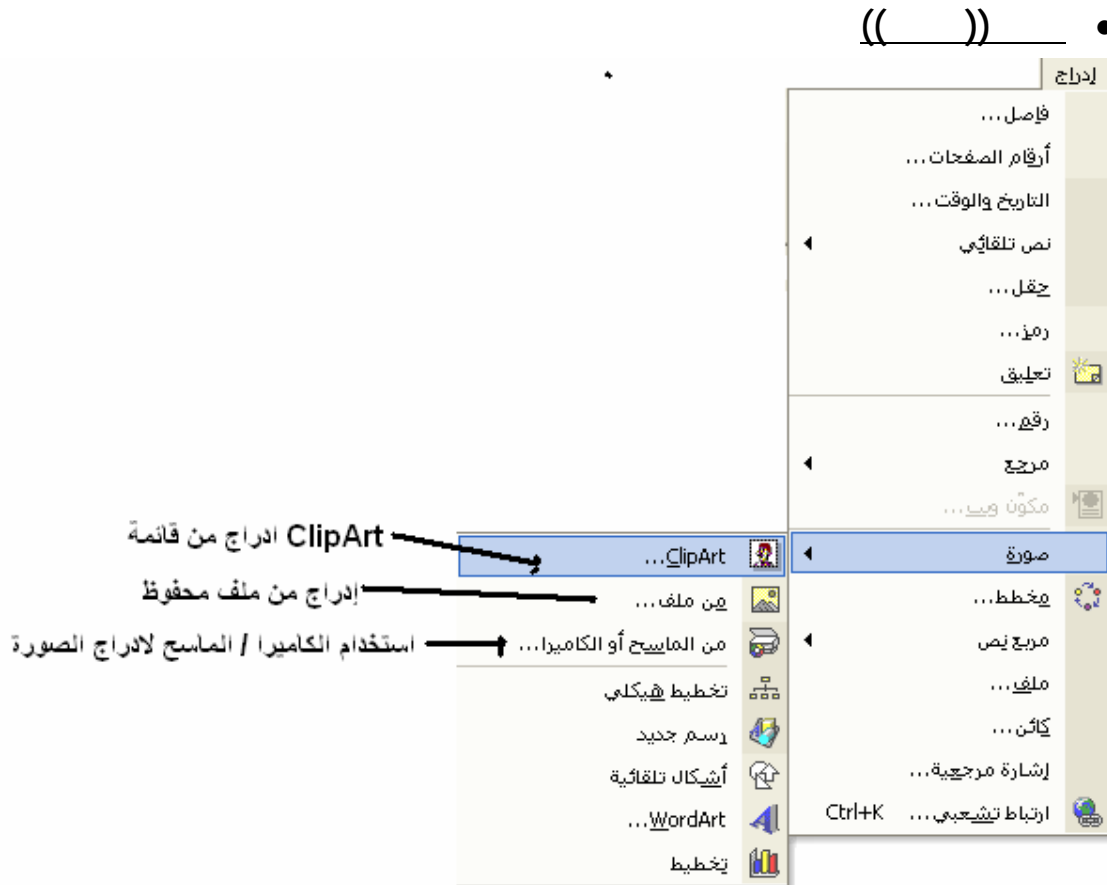 (( ))
إدراج
فاصل...
أرقام الصفحات...
التاريخ والوقت...
نص تلقائي
حقل...
رمز...
تعليق
رقم...
مرجع
مكوّن ويب...
صورة
مخطط...
مربع نص
ملف...
كائن...
إشارة مرجعية...
ارتباط تشعبي... Ctrl+K
ClipArt...
من ملف...
من الماسح أو الكاميرا...
تخطيط هيكلي
رسم جديد
أشكال تلقائية
WordArt...
تخطيط
ادراج من قائمة ClipArt
إدراج من ملف محفوظ
استخدام الكاميرا / الماسح لادراج الصورة